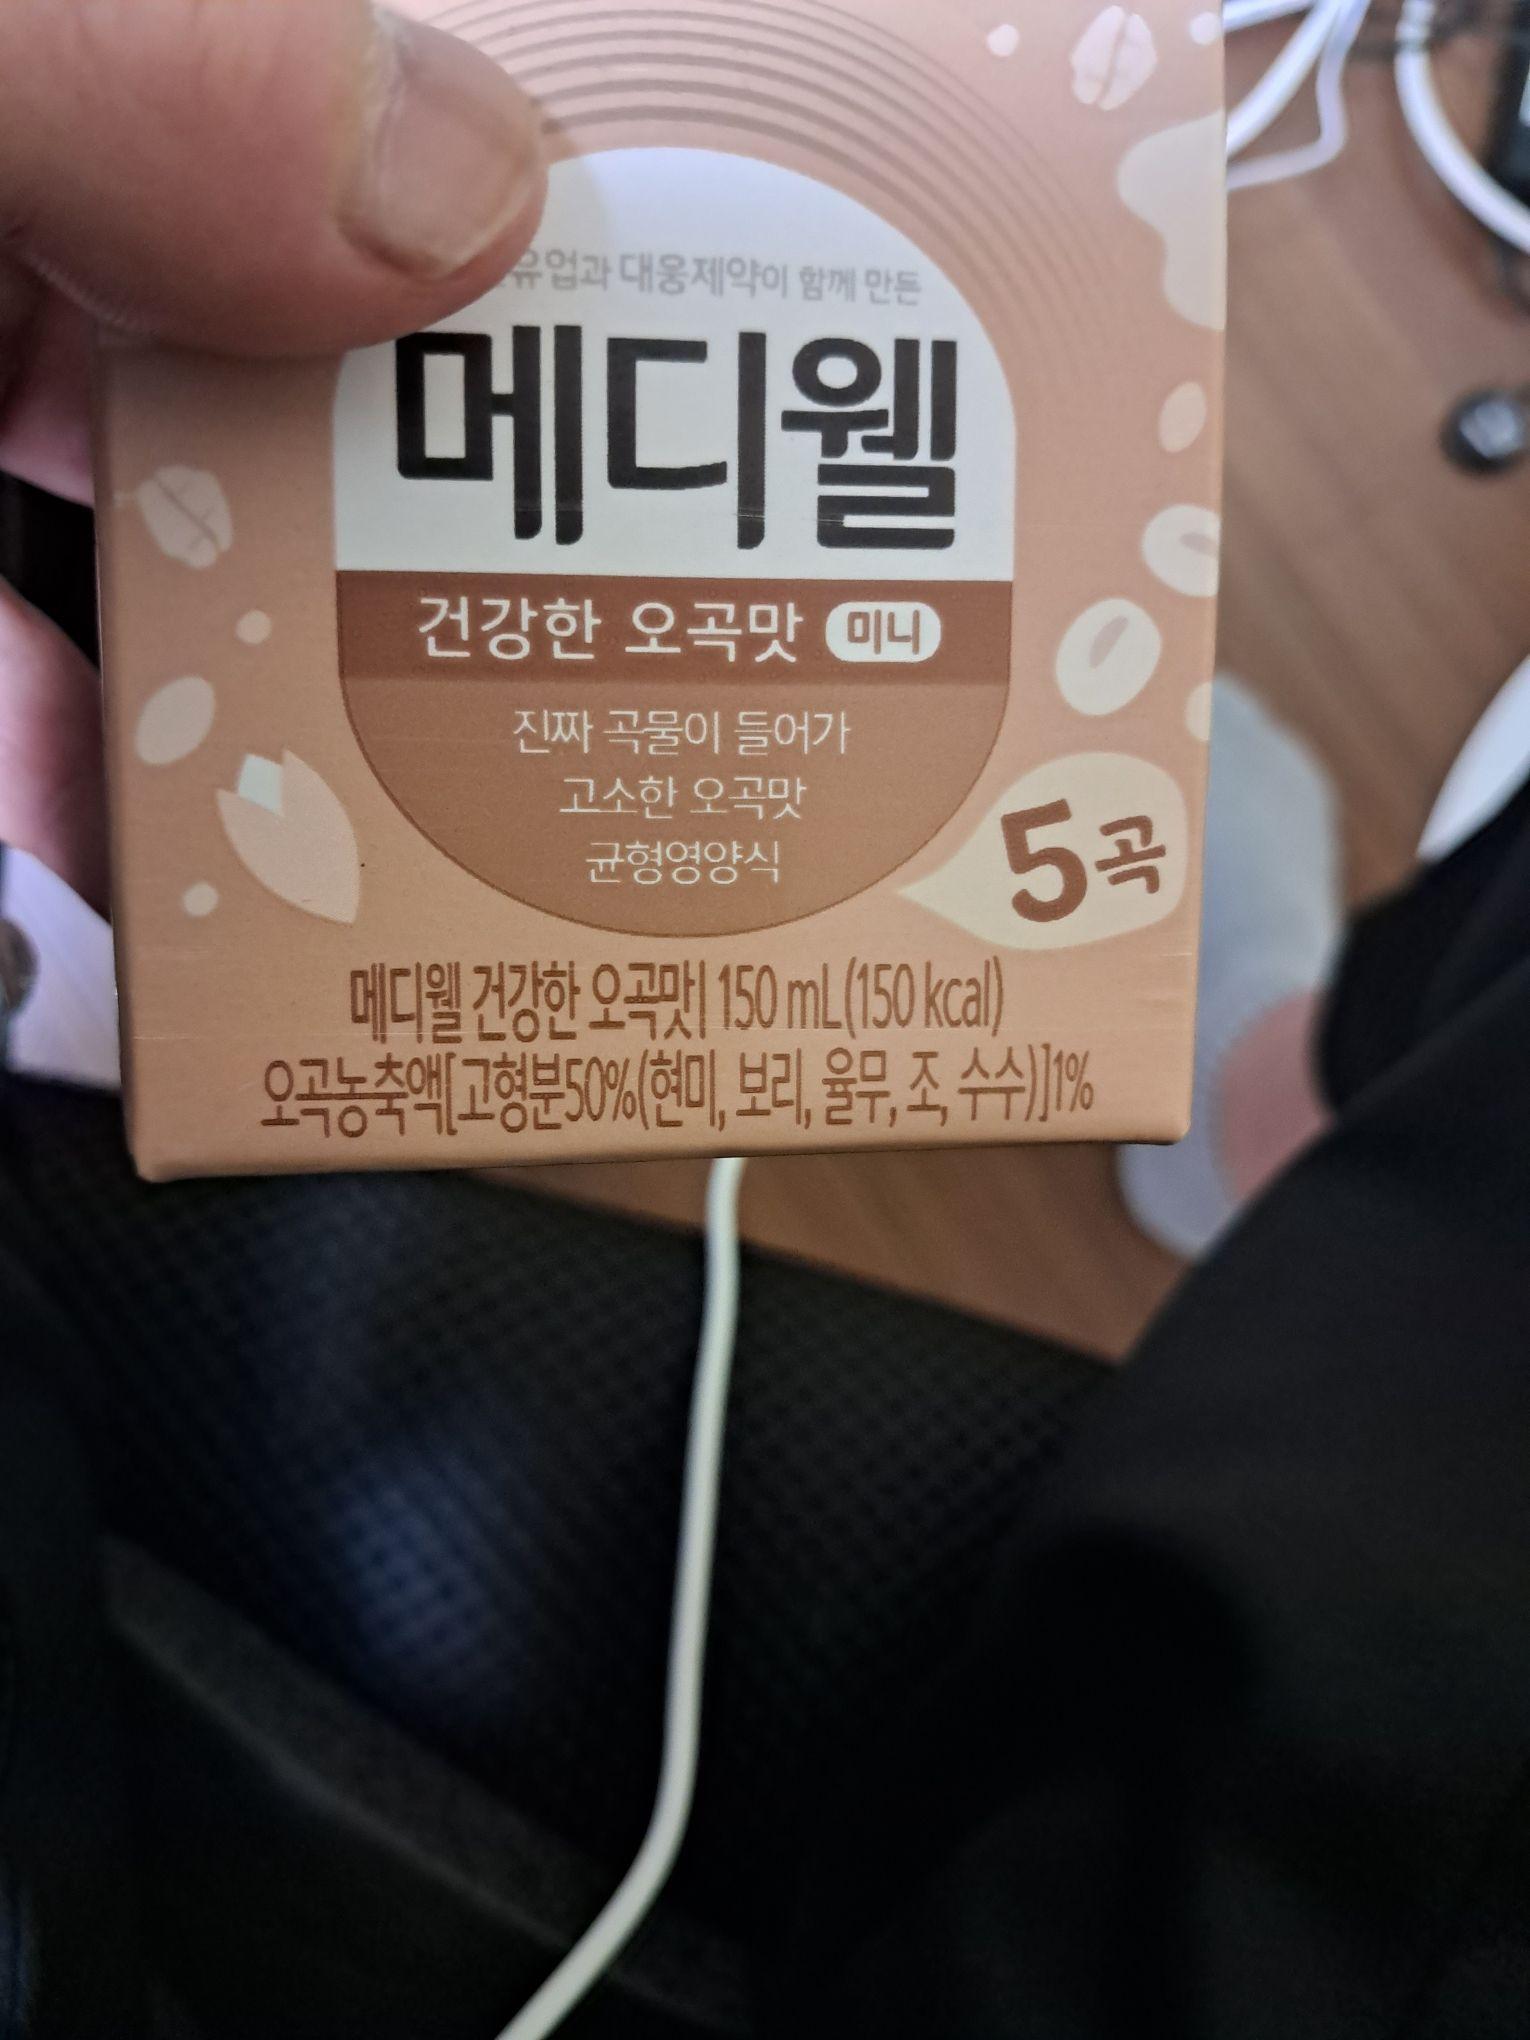 유업과 대웅제약이 함께 만든
메디웰
건강한 오곡맛 미니
진짜 곡물이 들어가
고소한 오곡맛
균형영양식
5곡
메디웰 건강한 오곡맛 | 150 mL (150 kcal)
오곡농축액[고형분50%(현미, 보리, 율무, 조, 수수)]1%